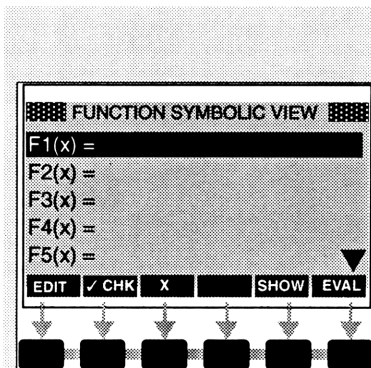 FUNCTION SYMBOLIC VIEW
F1(x) =
F2(x) =
F3(x) =
F4(x) =
F5(x) =
EDIT ✓ CHK X SHOW EVAL